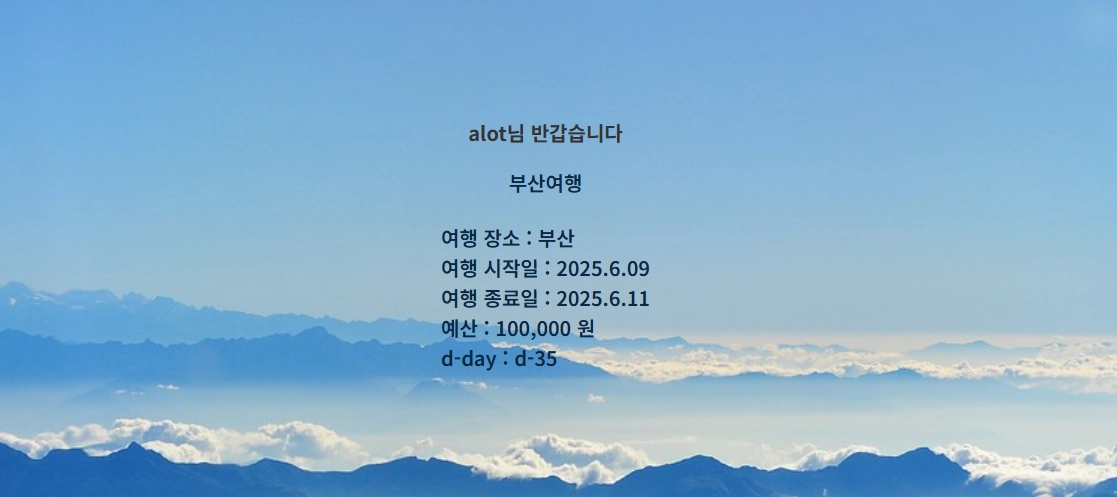 alot님 반갑습니다
부산여행
여행 장소 : 부산
여행 시작일 : 2025.6.09
여행 종료일 : 2025.6.11
예산 : 100,000 원
d-day : d-35